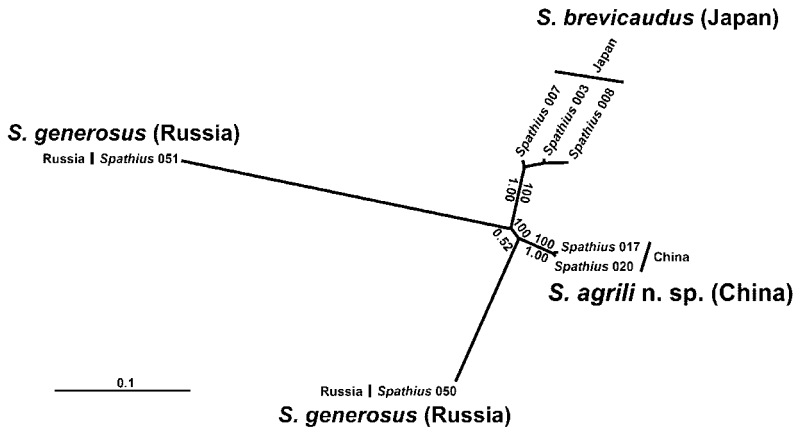 S. brevicaudus (Japan)
Japan
Spathius 007
Spathius 003
Spathius 008
S. generosus (Russia)
Russia | Spathius 051
100
1.00
100
0.52
100
1.00
Spathius 017
Spathius 020
China
S. agrili n. sp. (China)
0.1
Russia | Spathius 050
S. generosus (Russia)